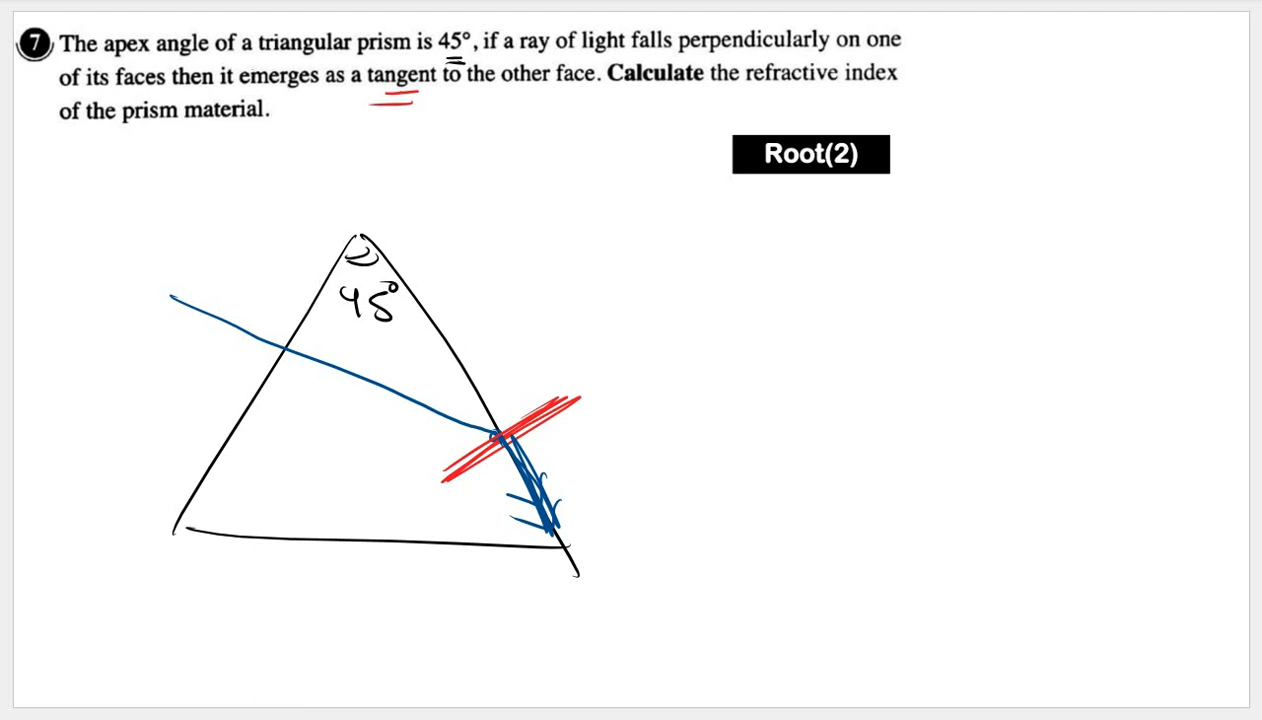 7 The apex angle of a triangular prism is 45°, if a ray of light falls perpendicularly on one
of its faces then it emerges as a tangent to the other face. Calculate the refractive index
of the prism material.
Root(2)
45°